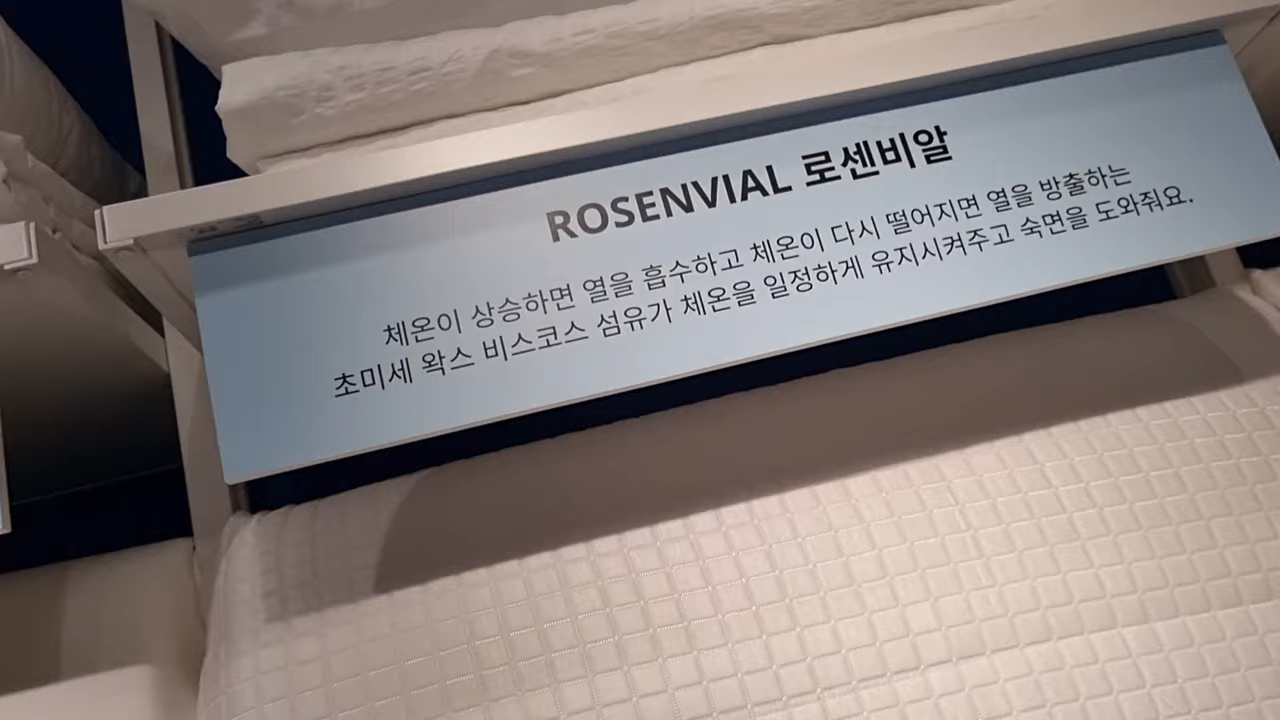 ROSENVIAL 로센비알
체온이 상승하면 열을 흡수하고 체온이 다시 떨어지면 열을 방출하는
초미세 왁스 비스코스 섬유가 체온을 일정하게 유지시켜주고 숙면을 도와줘요.